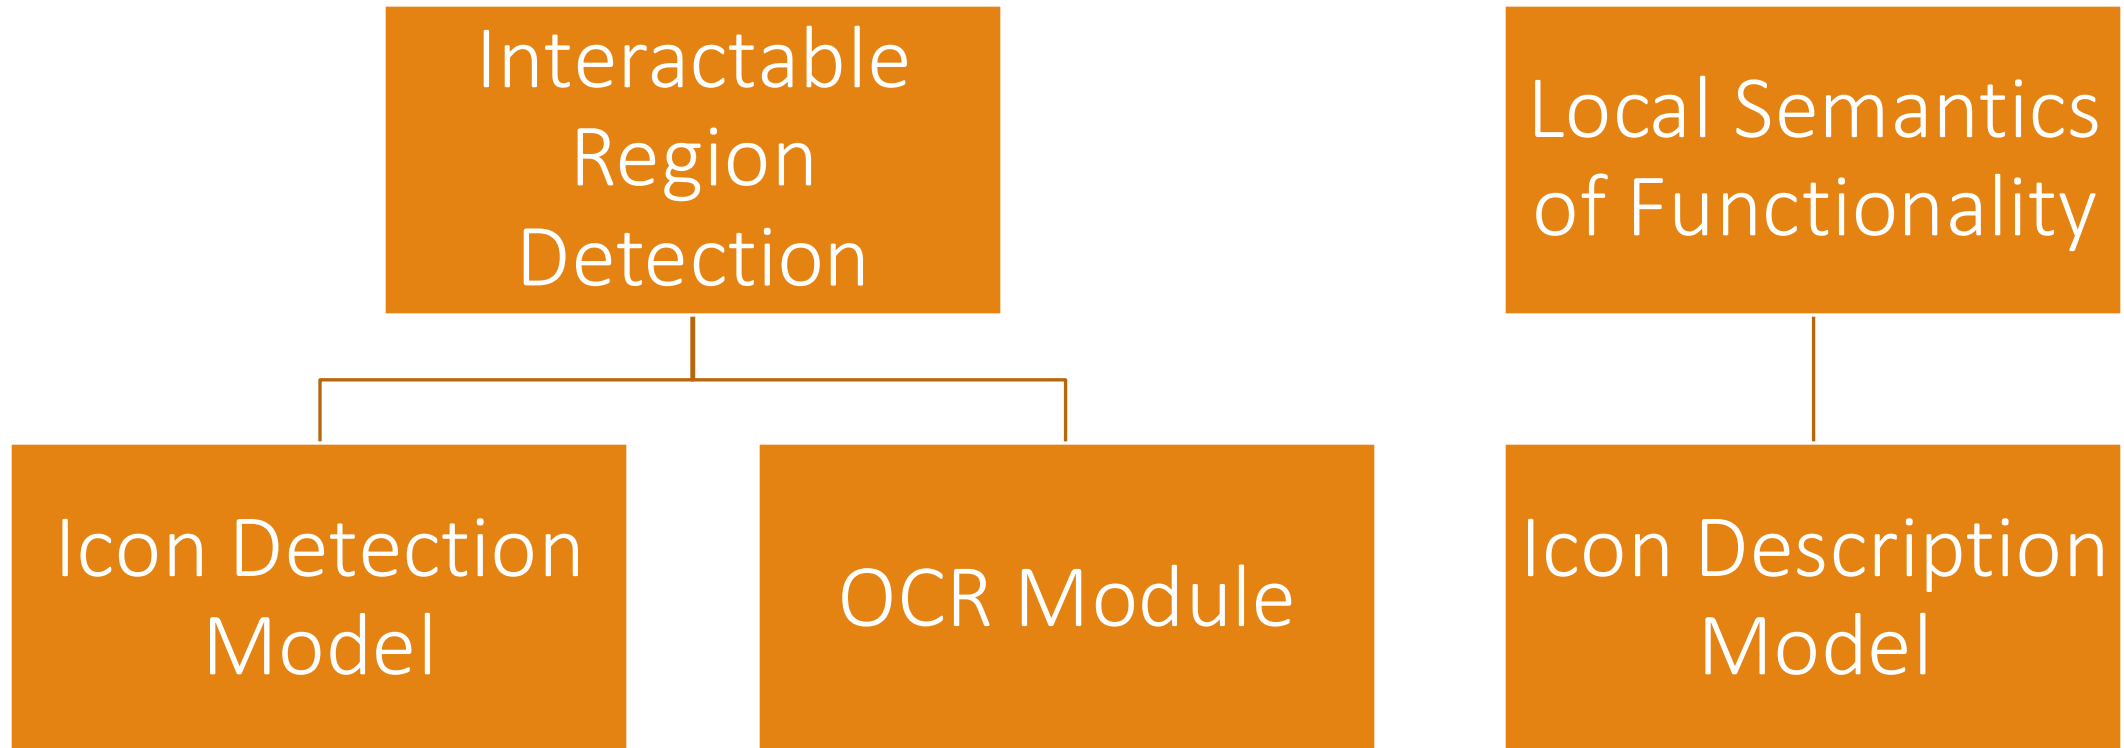 Interactable
Region
Detection
Local Semantics
of Functionality
Icon Detection
Model
OCR Module
Icon Description
Model